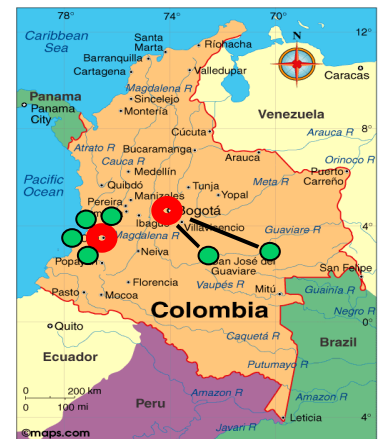 78°
74°
70°
Caribbean
Sea
Santa
Marta
Riohacha
N
12°
Barranquilla
Cartagena
Valledupar
Caracas
Magdalena R
Sincelejo
Montería
Panama
Panama
City
Venezuela
Cúcuta
8°
Arauca R
Atrato R
Bucaramanga
Arauca
Orinoco R
Cauca R
Medellín
Puerto
Carreño
Pacific
Ocean
Quibdó
Tunja
Meta R
Manizales
Yopal
Pereira
Bogotá
4°
Ibagu
Villavicencio
Guaviare R
Magdalena R
Neiva
San José del
Guaviare
San Felipe
Popayán
Vaupés R
Mitú
Guainía R
Florencia
Pasto
Mocoa
Negro R
Colombia
Quito
0°
Caquetá R
Brazil
Ecuador
Putumayo R
0
200 km
0
100 mi
Peru
Amazon R
Amazon R
4°
Leticia
Javari R
©maps.com